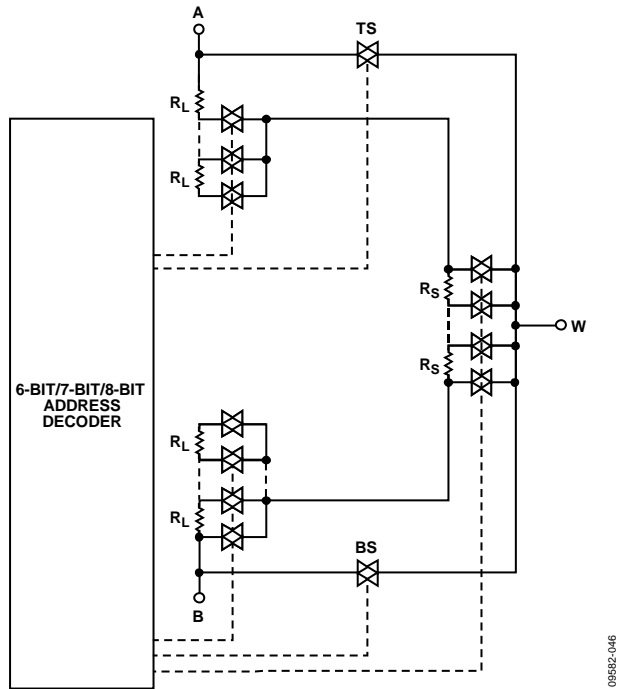 A
TS
RL
RL
RS
W
RS
6-BIT/7-BIT/8-BIT
ADDRESS
DECODER
RL
RL
BS
B
09582-046